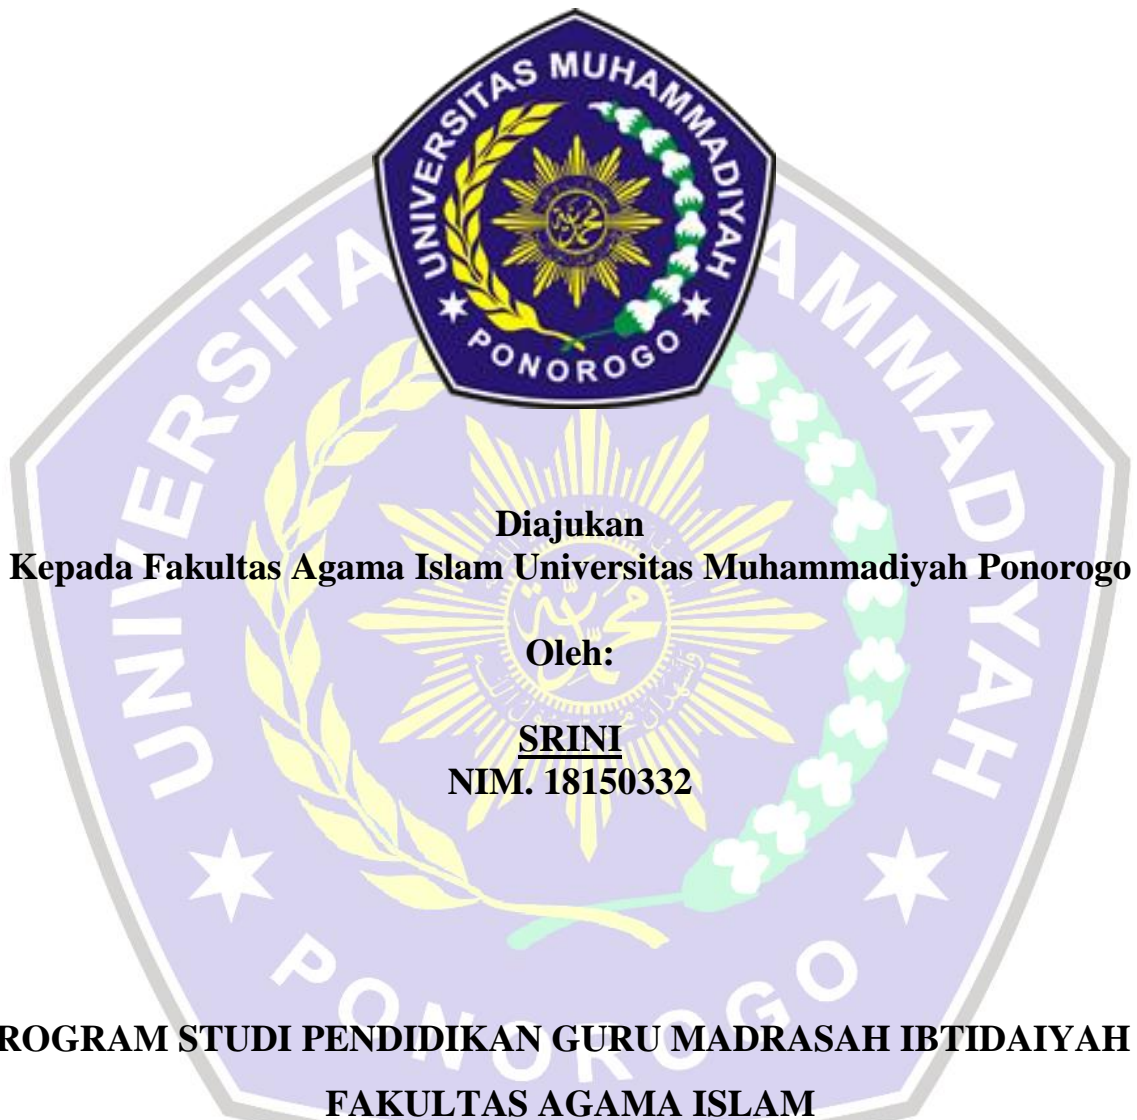 UNIVERSITAS MUHAMMADIYAH
PONOROGO
Diajukan
Kepada Fakultas Agama Islam Universitas Muhammadiyah Ponorogo
Oleh:
SRINI
NIM. 18150332
ROGRAM STUDI PENDIDIKAN GURU MADRASAH IBTIDAIYAH
FAKULTAS AGAMA ISLAM